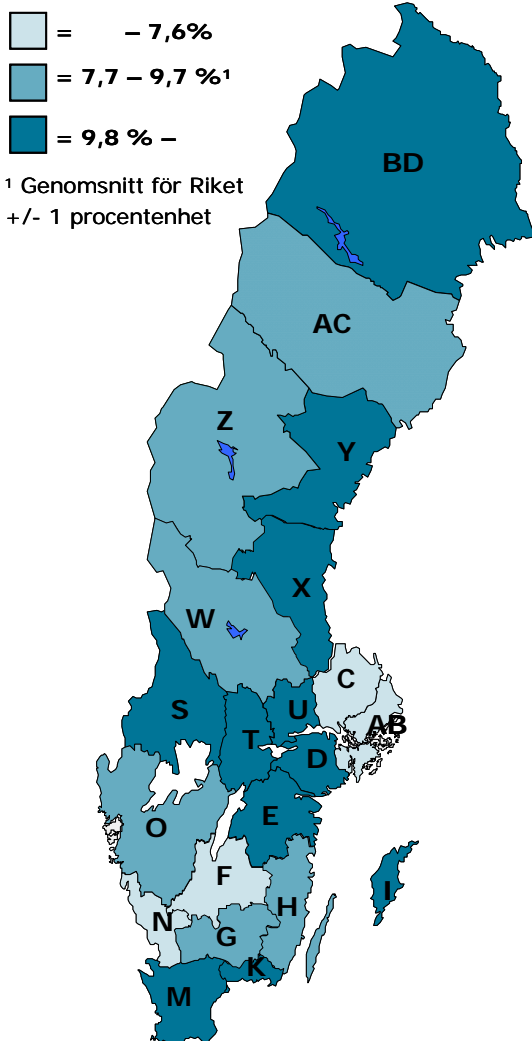 = – 7,6%
= 7,7 – 9,7 %¹
= 9,8 % –
¹ Genomsnitt för Riket
+/- 1 procentenhet
BD
AC
Z
Y
X
W
C
S
U
AB
T
D
E
O
F
I
H
N
G
K
M